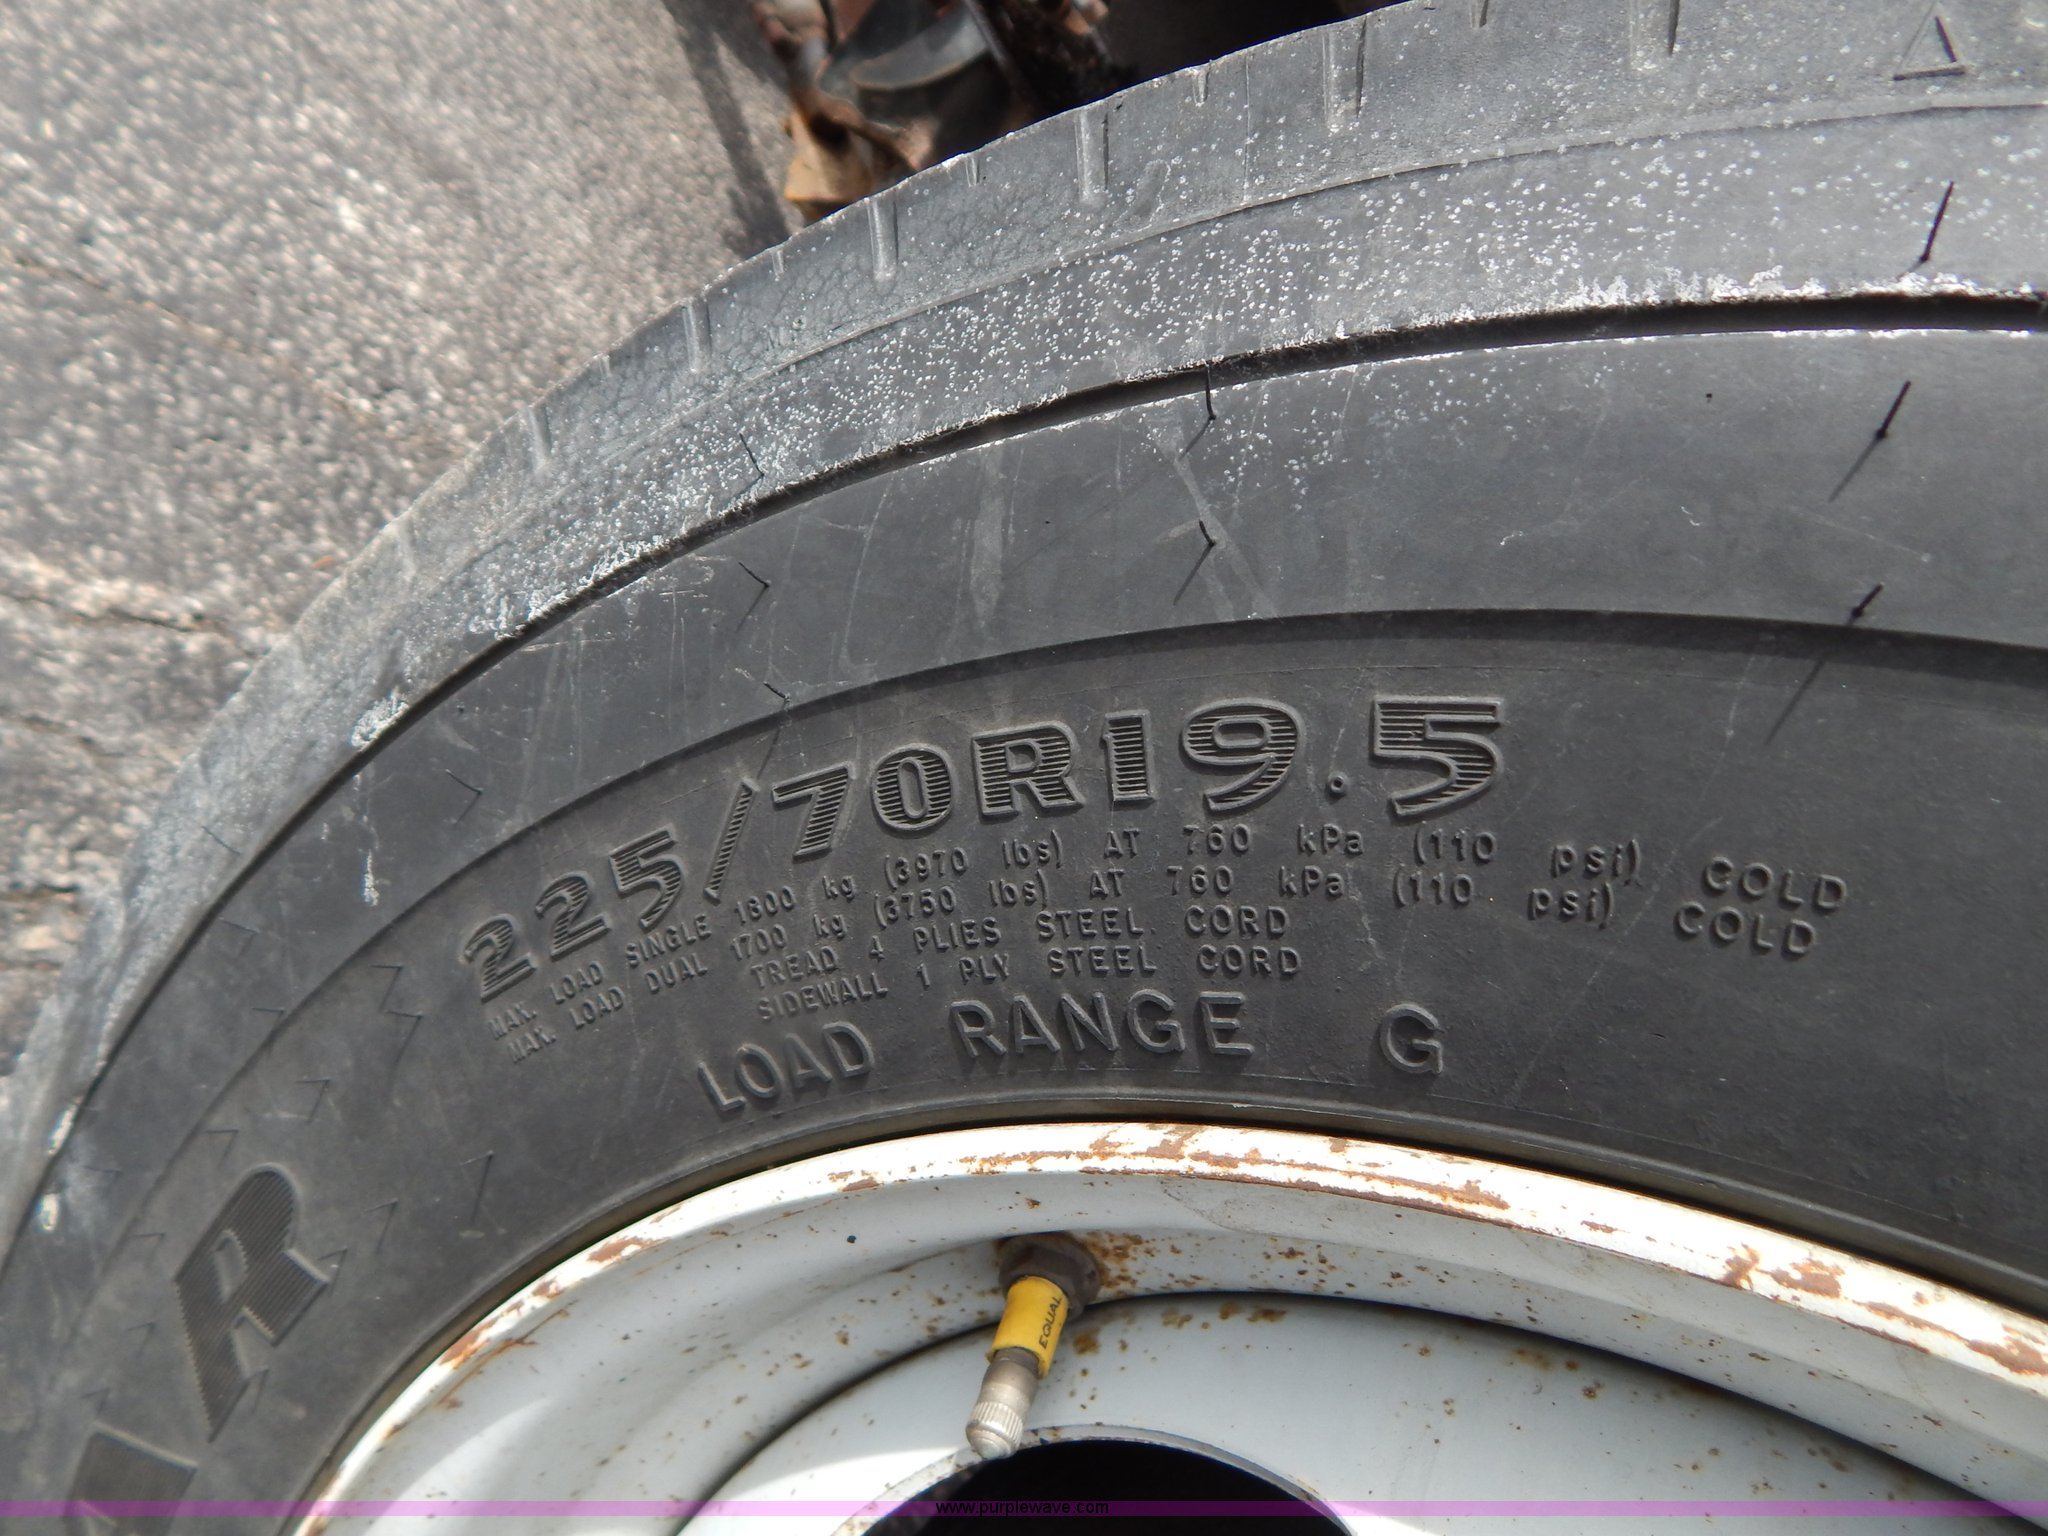 225/70R19.5
MAX. LOAD SINGLE 1800 kg (3970 lbs) AT 760 kPa (110 psi) COLD
MAX. LOAD DUAL 1700 kg (3750 lbs) AT 760 kPa (110 psi) COLD
TREAD 4 PLIES STEEL CORD
SIDEWALL 1 PLY STEEL CORD
LOAD RANGE G
IR
EQUAL
www.purplewave.com